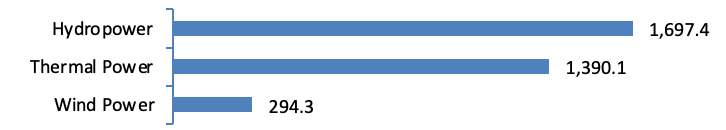 Hydropower 1,697.4
Thermal Power 1,390.1
Wind Power 294.3